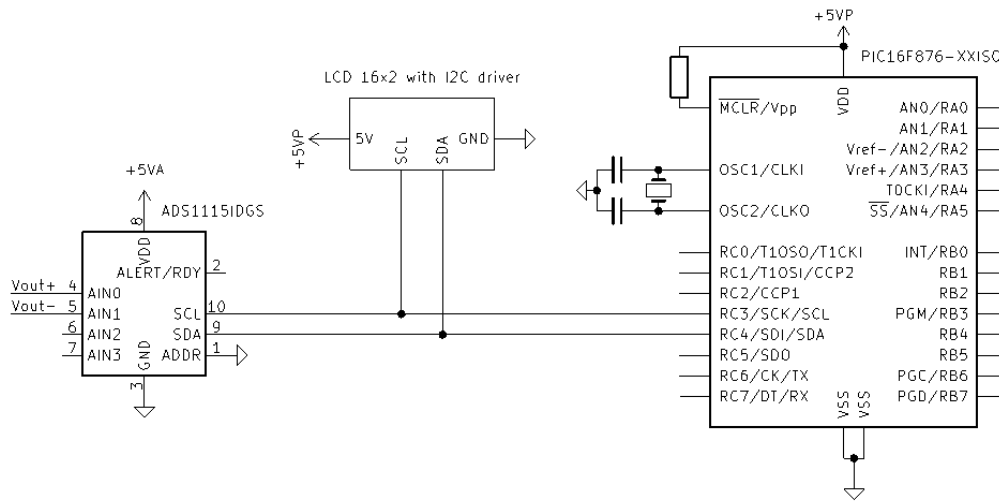 +5VP
PIC16F876-XXISO
MCLR/Vpp
VDD
AN0/RA0
AN1/RA1
Vref-/AN2/RA2
Vref+/AN3/RA3
TOCKI/RA4
SS/AN4/RA5
OSC1/CLKI
OSC2/CLKO
RC0/T1OSO/T1CKI
RC1/T1OSI/CCP2
RC2/CCP1
RC3/SCK/SCL
RC4/SDI/SDA
RC5/SDO
RC6/CK/TX
RC7/DT/RX
INT/RB0
RB1
RB2
PGM/RB3
RB4
RB5
PGC/RB6
PGD/RB7
VSS
VSS
LCD 16x2 with I2C driver
+5VP
5V
SCL
SDA
GND
+5VA
ADS1115IDGS
8
VDD
ALERT/RDY 2
Vout+ 4 AIN0
Vout- 5 AIN1
6 AIN2
7 AIN3
SCL 10
SDA 9
ADDR 1
GND
3